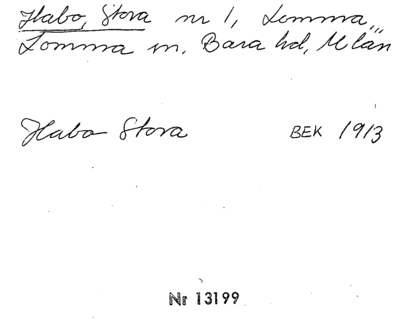 Habo, Stora nr 1, Lomma,,,
Lomma sn. Bara hd, M län
Habo Stora BEK 1913
Nr 13199